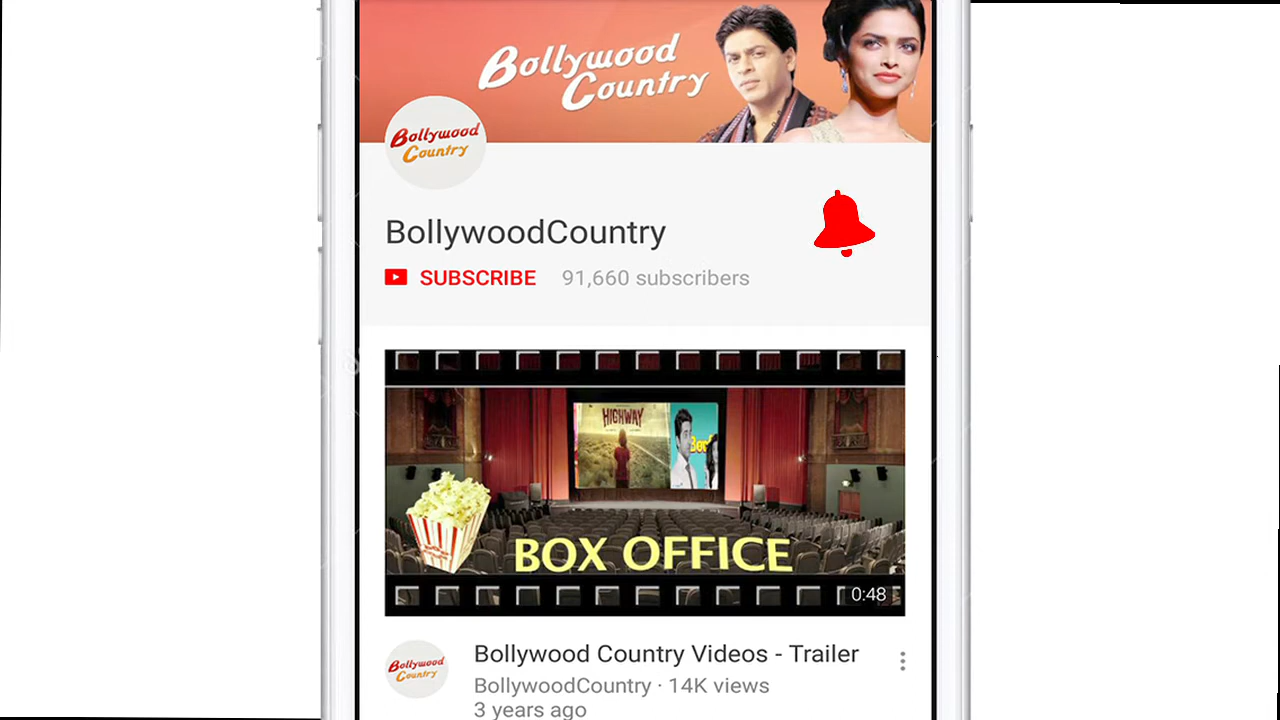 Bollywood
Country
Bollywood
Country
BollywoodCountry
SUBSCRIBE 91,660 subscribers
HIGHWAY
BOX OFFICE
0:48
Bollywood
Country
Bollywood Country Videos - Trailer
BollywoodCountry · 14K views
3 years ago